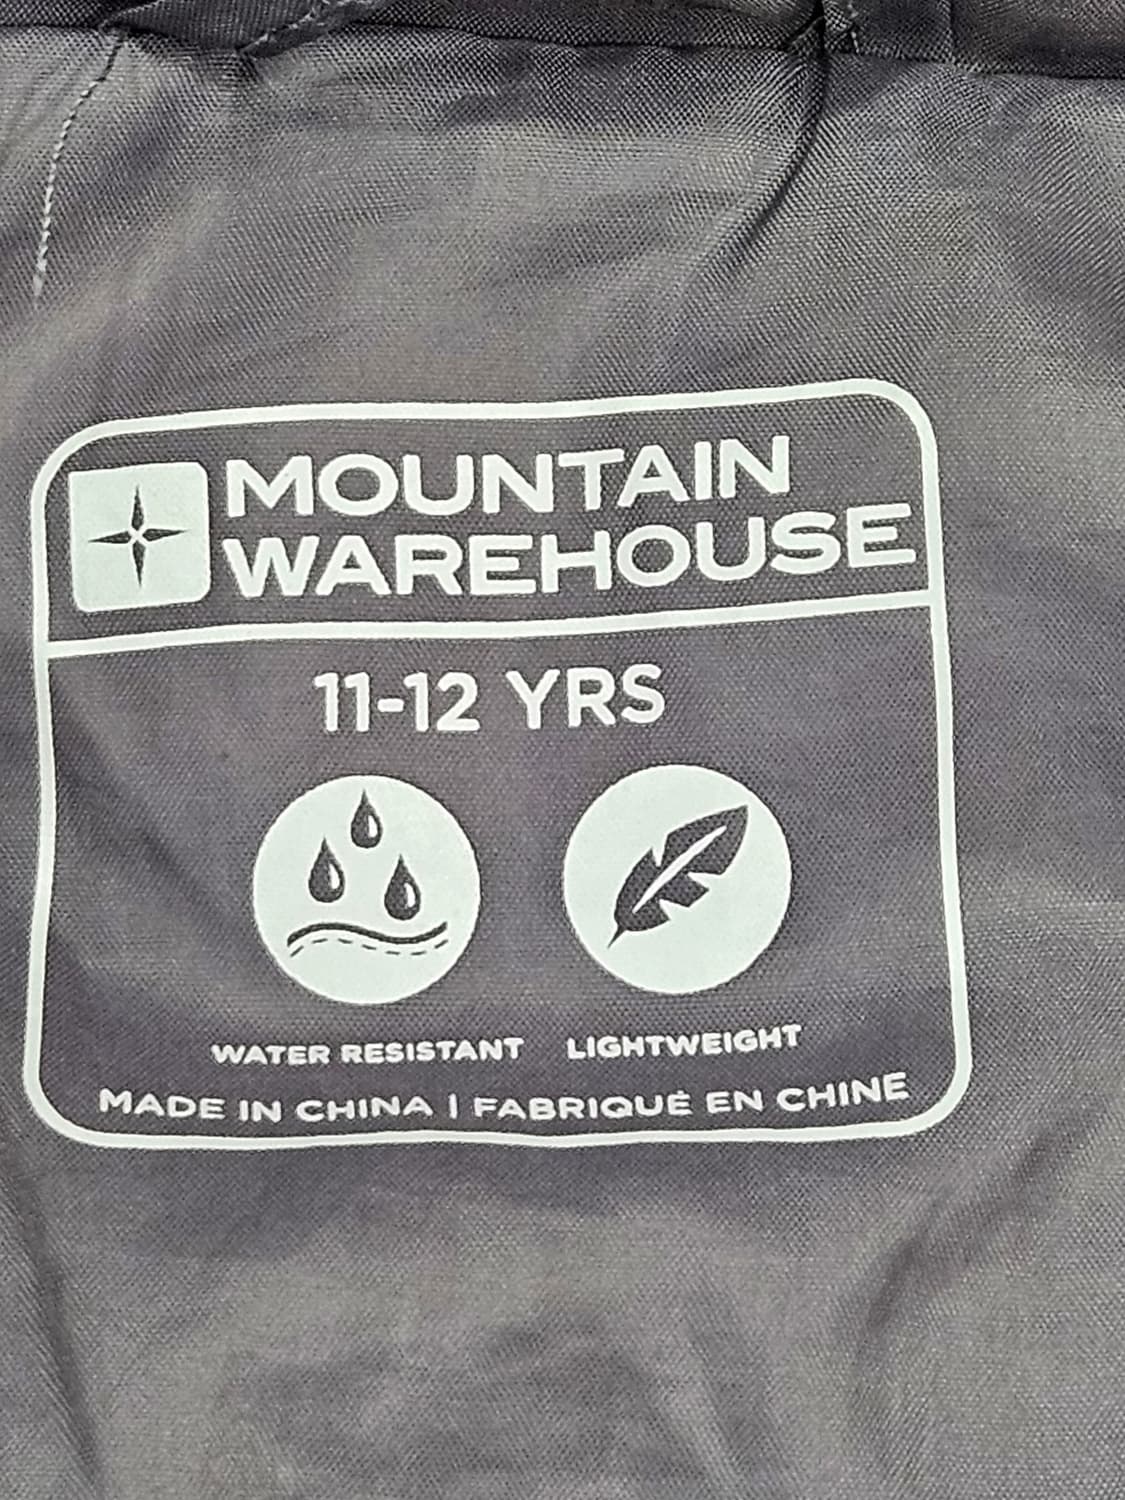 MOUNTAIN
WAREHOUSE
11-12 YRS
WATER RESISTANT LIGHTWEIGHT
MADE IN CHINA | FABRIQUÉ EN CHINE